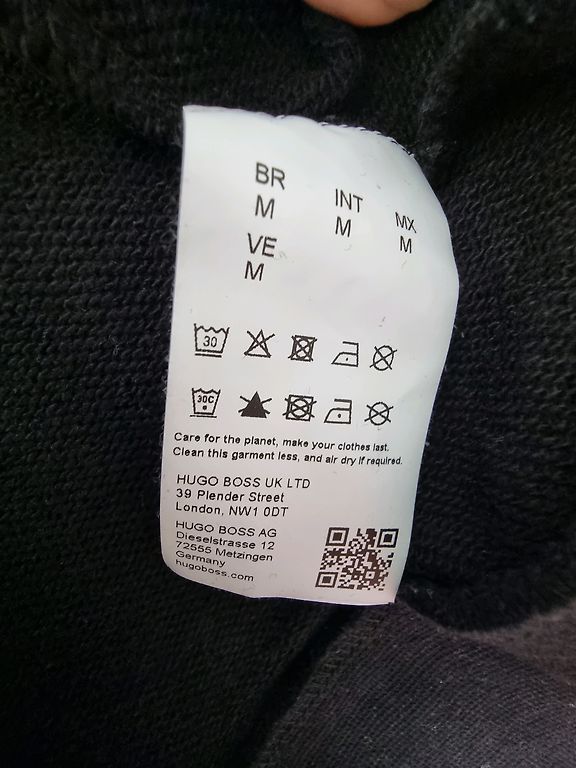 BR INT MX
M M M
VE
M
30
30C
Care for the planet, make your clothes last.
Clean this garment less, and air dry if required.
HUGO BOSS UK LTD
39 Plender Street
London, NW1 0DT
HUGO BOSS AG
Dieselstrasse 12
72555 Metzingen
Germany
hugoboss.com